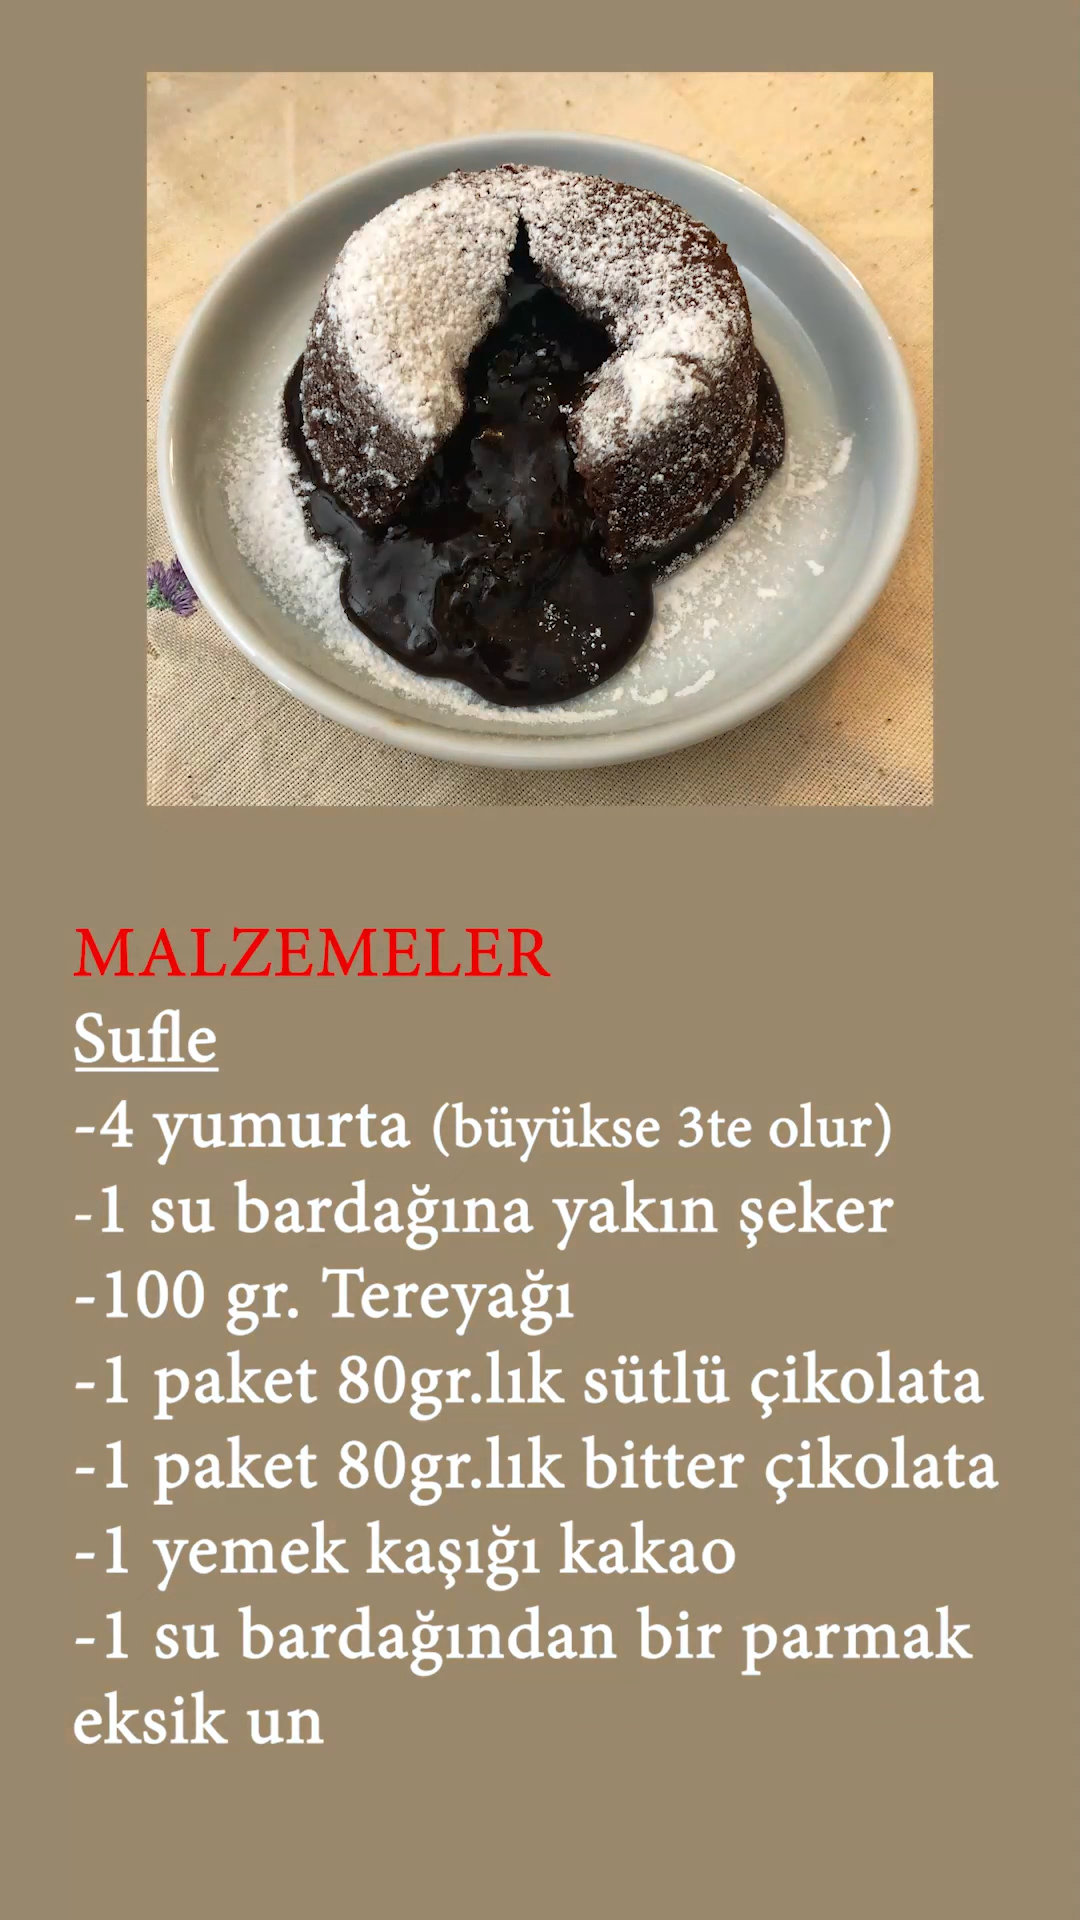 MALZEMELER
Sufle
-4 yumurta (büyükse 3te olur)
-1 su bardağına yakın şeker
-100 gr. Tereyağı
-1 paket 80gr.lık sütlü çikolata
-1 paket 80gr.lık bitter çikolata
-1 yemek kaşığı kakao
-1 su bardağından bir parmak
eksik un